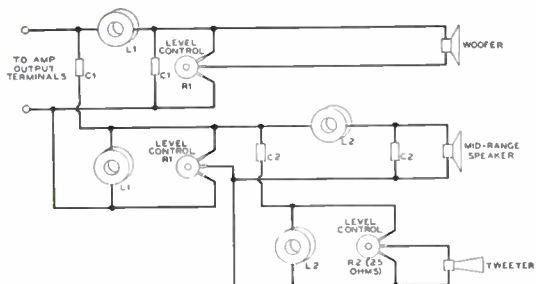 L1
LEVEL
CONTROL
WOOFER
TO AMP
OUTPUT
TERMINALS
C1
C1
R1
LEVEL
CONTROL
R1
L2
C2
C2
MID-RANGE
SPEAKER
L1
LEVEL
CONTROL
L2
R2 (25
OHMS)
TWEETER